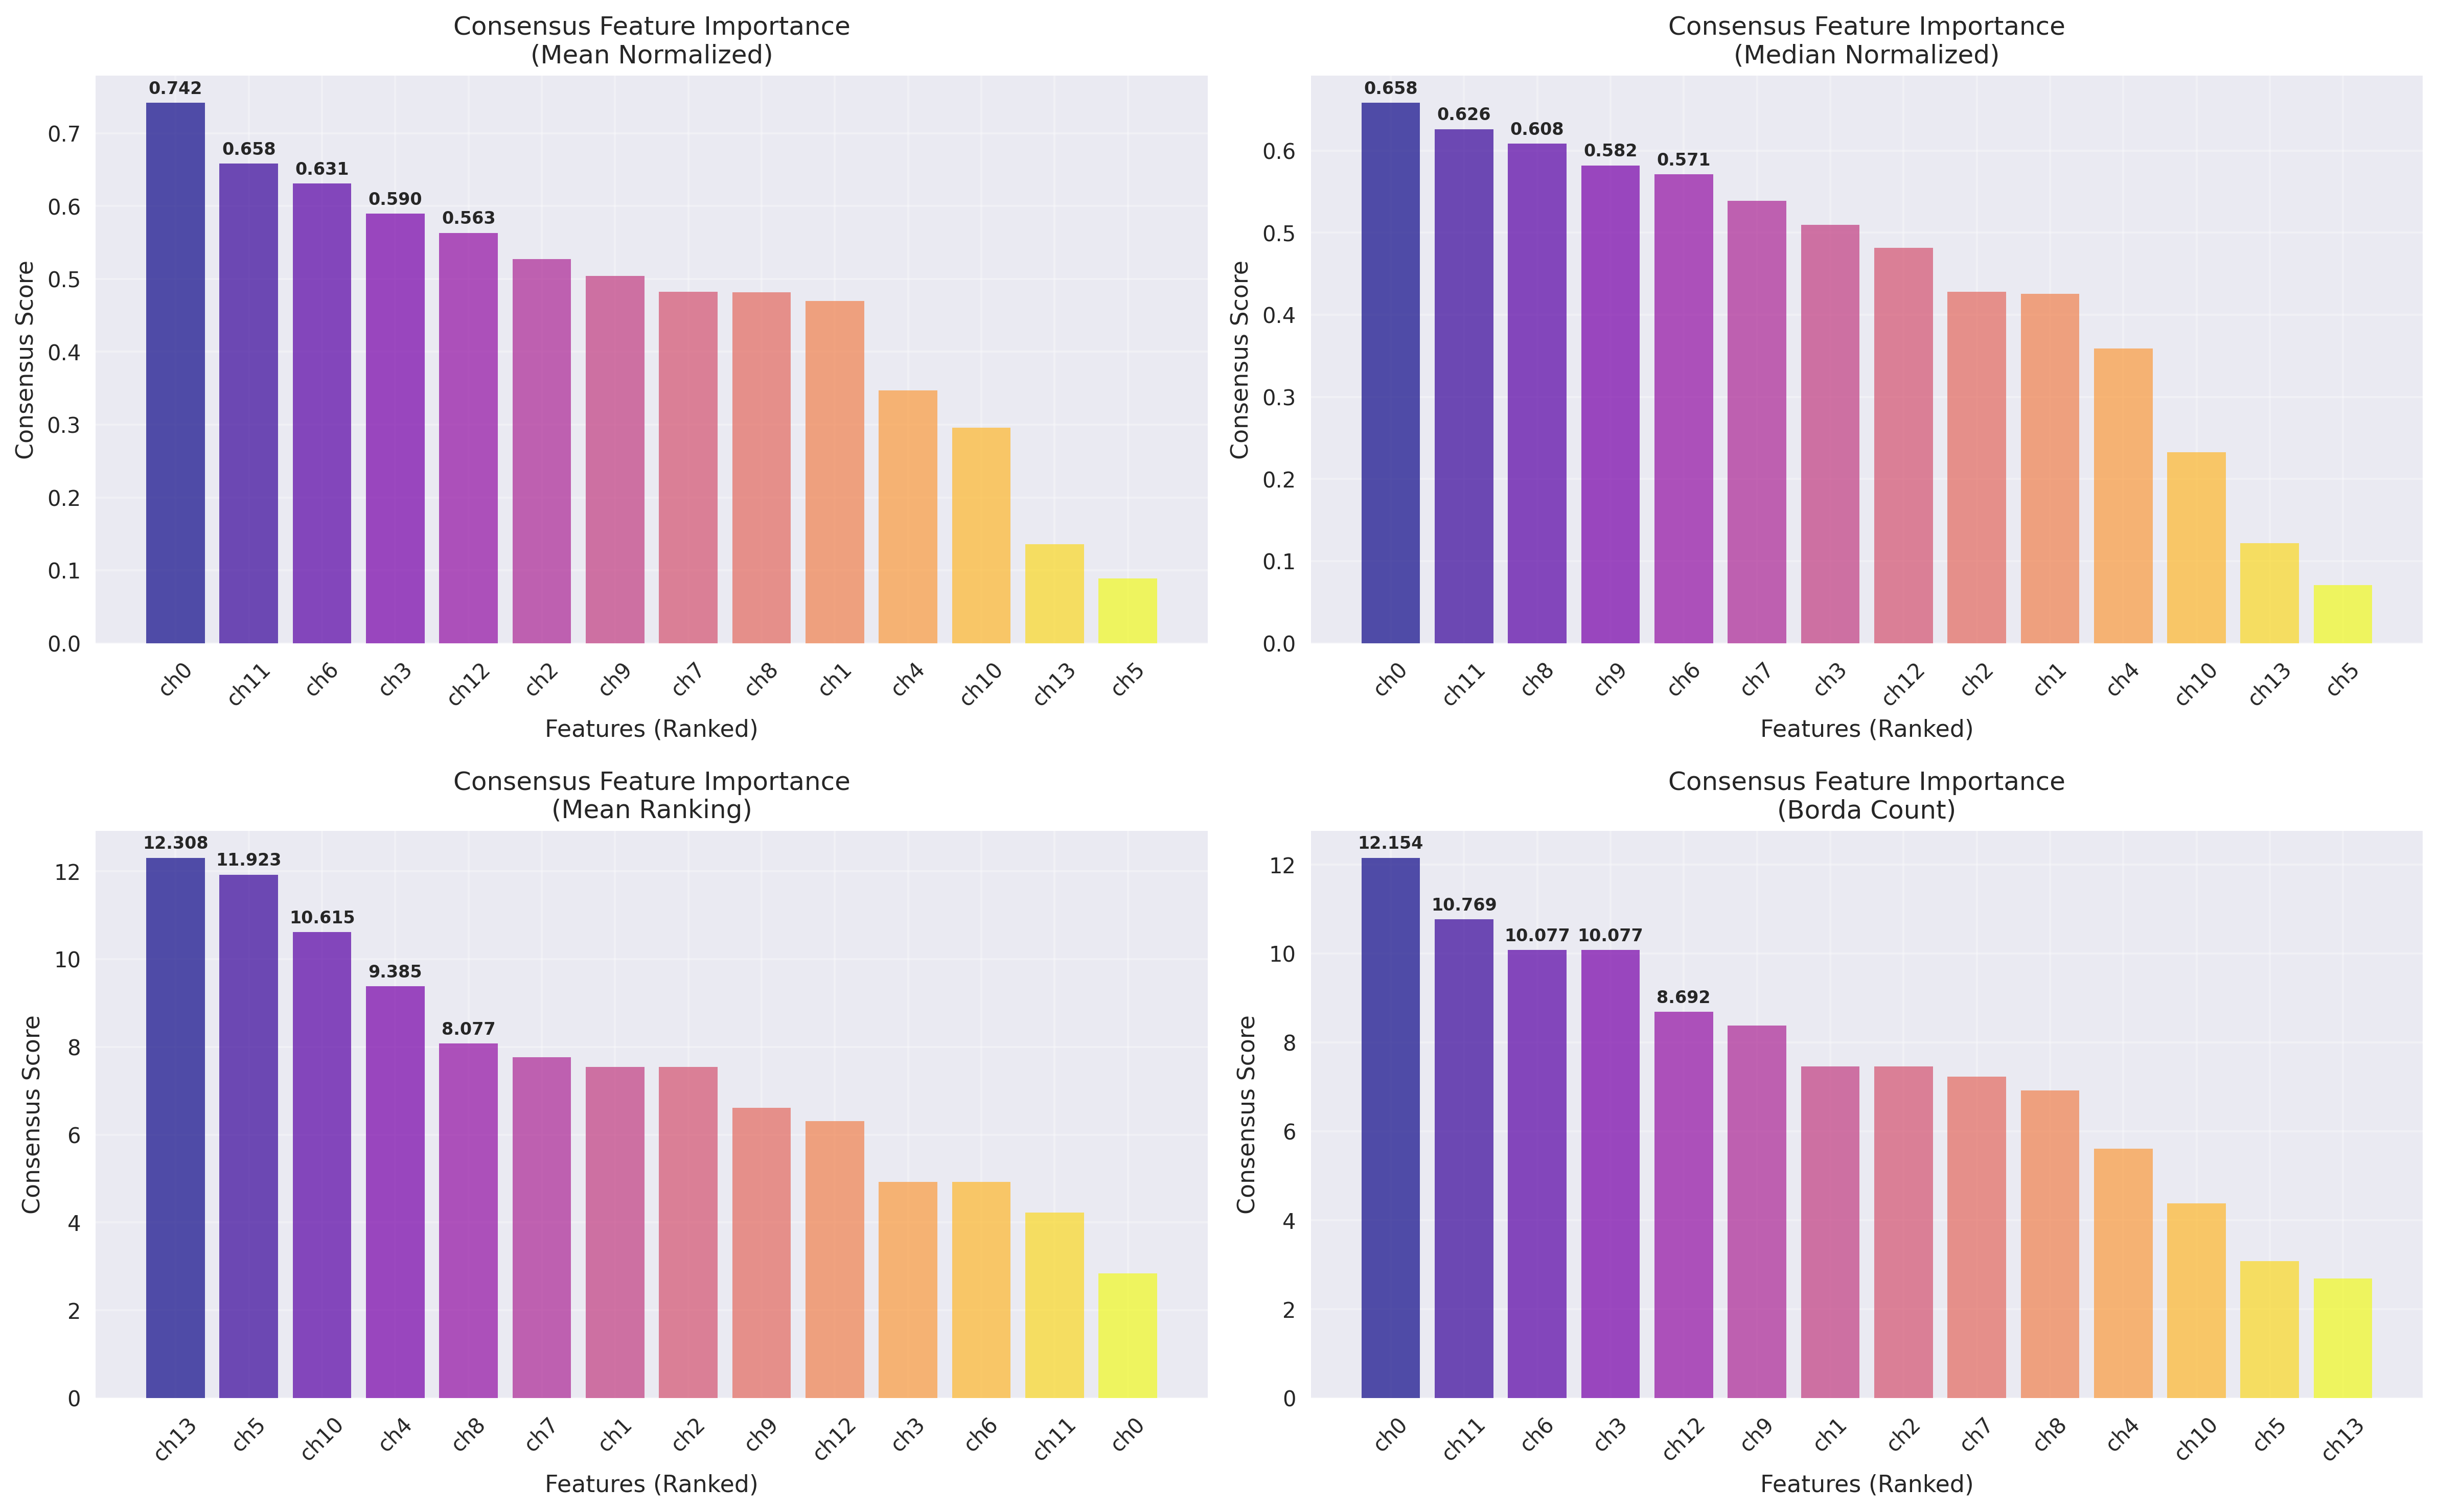 Consensus Feature Importance
(Mean Normalized)
0.742
0.658
0.631
0.590
0.563
0.7
0.6
0.5
0.4
0.3
0.2
0.1
0.0
Consensus Score
ch0 ch11 ch6 ch3 ch12 ch2 ch9 ch7 ch8 ch1 ch4 ch10 ch13 ch5
Features (Ranked)
Consensus Feature Importance
(Median Normalized)
0.658
0.626
0.608
0.582
0.571
0.6
0.5
0.4
0.3
0.2
0.1
0.0
Consensus Score
ch0 ch11 ch8 ch9 ch6 ch7 ch3 ch12 ch2 ch1 ch4 ch10 ch13 ch5
Features (Ranked)
Consensus Feature Importance
(Mean Ranking)
12.308
11.923
10.615
9.385
8.077
12
10
8
6
4
2
0
Consensus Score
ch13 ch5 ch10 ch4 ch8 ch7 ch1 ch2 ch9 ch12 ch3 ch6 ch11 ch0
Features (Ranked)
Consensus Feature Importance
(Borda Count)
12.154
10.769
10.077 10.077
8.692
12
10
8
6
4
2
0
Consensus Score
ch0 ch11 ch6 ch3 ch12 ch9 ch1 ch2 ch7 ch8 ch4 ch10 ch5 ch13
Features (Ranked)